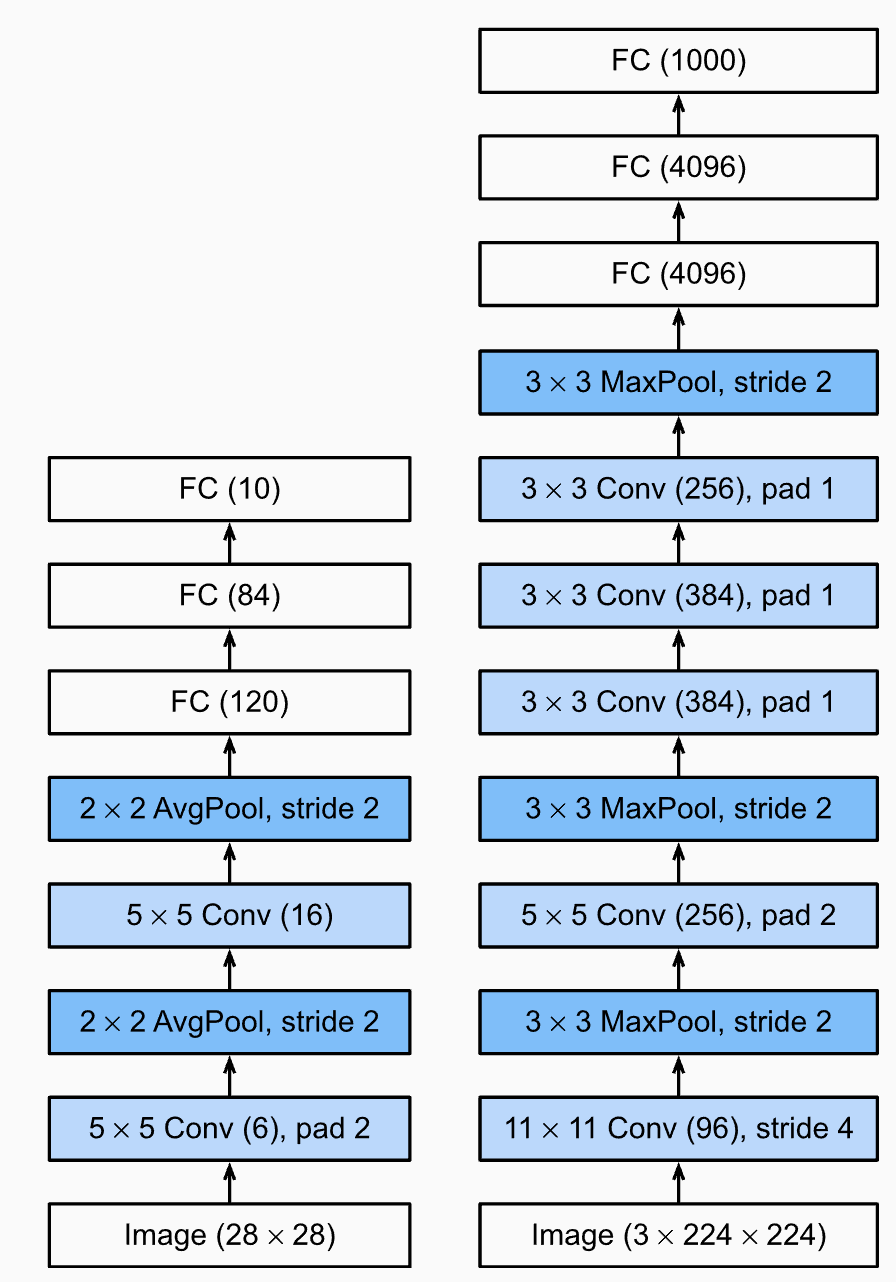 FC (10)
FC (84)
FC (120)
2 × 2 AvgPool, stride 2
5 × 5 Conv (16)
2 × 2 AvgPool, stride 2
5 × 5 Conv (6), pad 2
Image (28 × 28)
FC (1000)
FC (4096)
FC (4096)
3 × 3 MaxPool, stride 2
3 × 3 Conv (256), pad 1
3 × 3 Conv (384), pad 1
3 × 3 Conv (384), pad 1
3 × 3 MaxPool, stride 2
5 × 5 Conv (256), pad 2
3 × 3 MaxPool, stride 2
11 × 11 Conv (96), stride 4
Image (3 × 224 × 224)